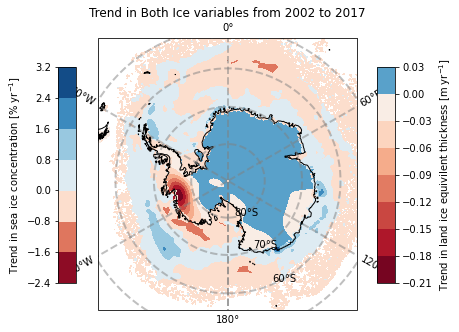 Trend in Both Ice variables from 2002 to 2017
0°
60°W
60°E
80°S
70°S
60°S
120°W
120°E
180°
Trend in sea ice concentration [% yr⁻¹]
3.2
2.4
1.6
0.8
0.0
−0.8
−1.6
−2.4
0.03
0.00
−0.03
−0.06
−0.09
−0.12
−0.15
−0.18
−0.21
Trend in land ice equivilent thickness [m yr⁻¹]